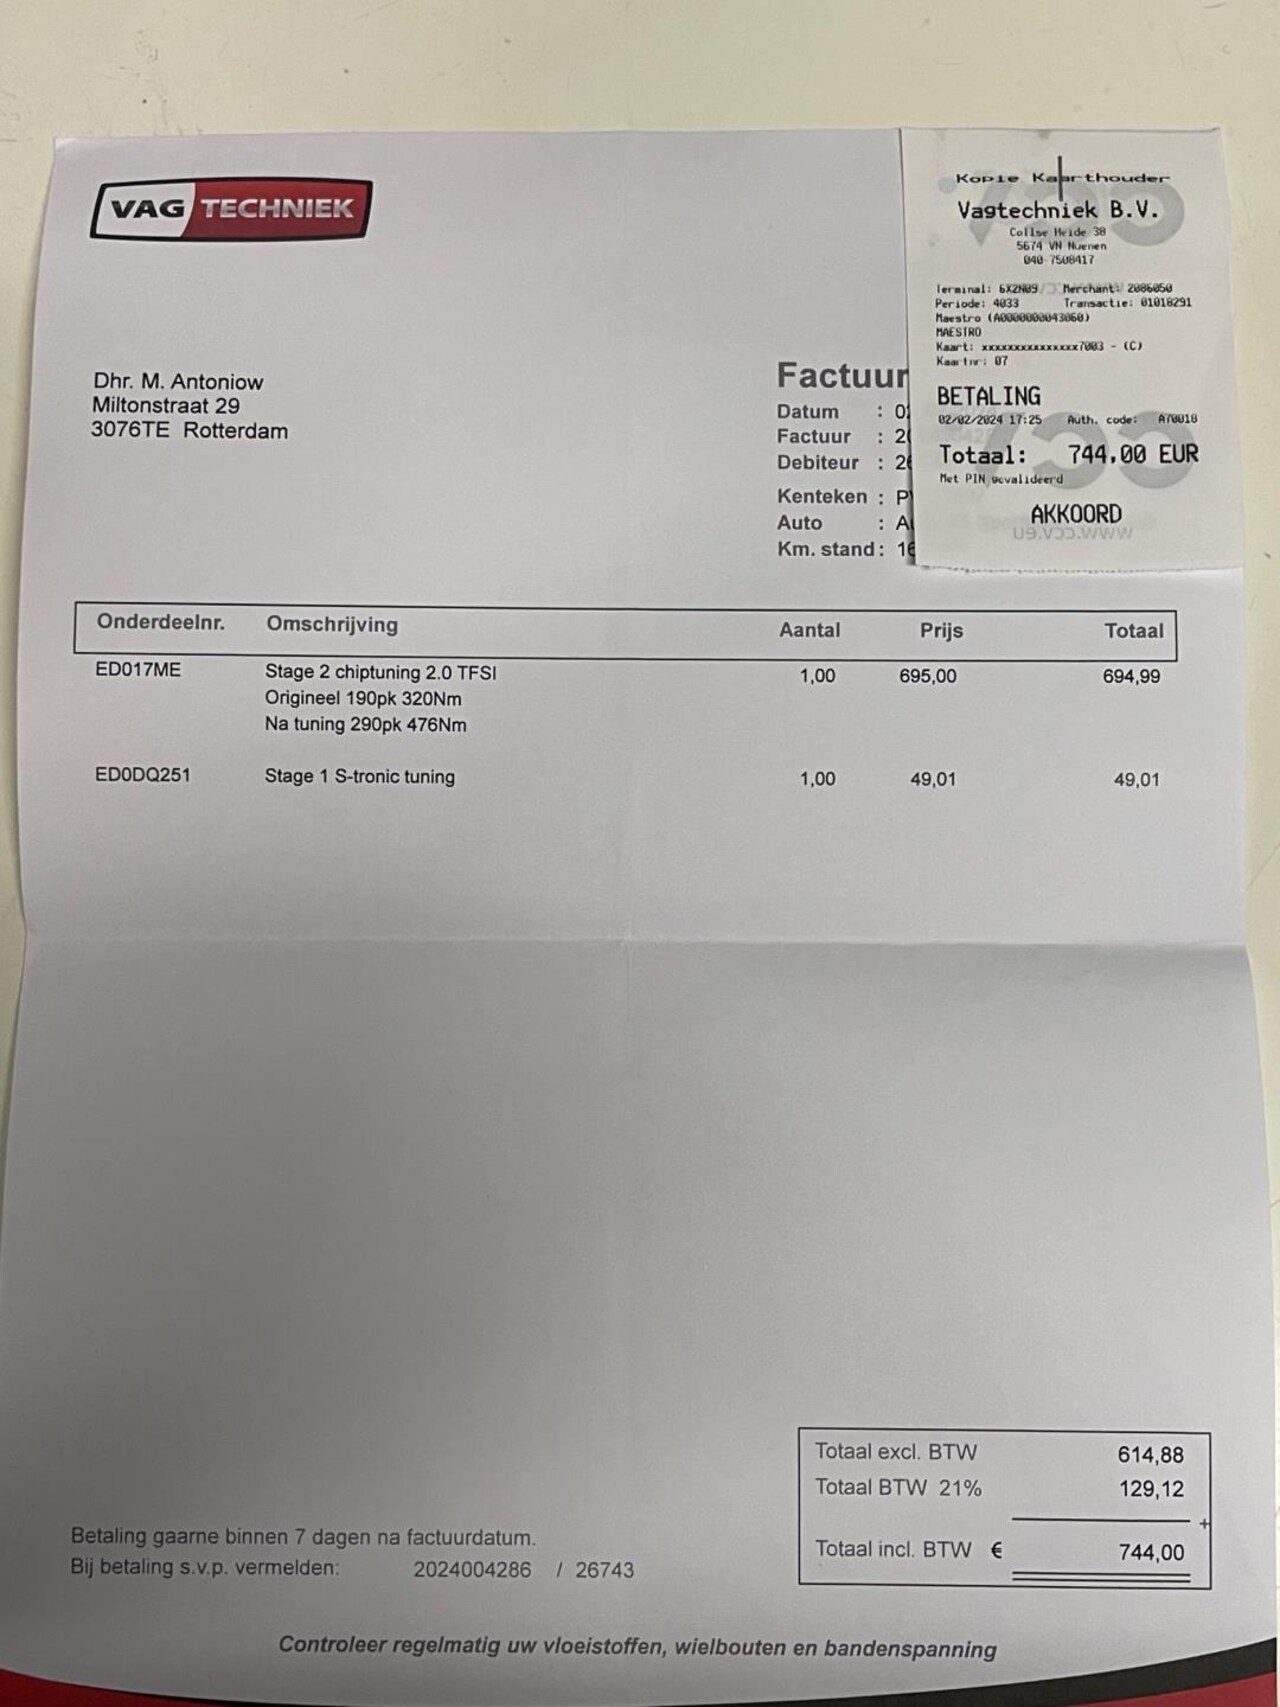 VAG TECHNIEK
Kopie Kaarthouder
Vagtechniek B.V.
Collse Heide 38
5674 VN Nuenen
040-7508417
Terminal: 6X2N09 Merchant: 2086050
Periode: 4033 Transactie: 01018291
Maestro (A0000000043060)
MAESTRO
Kaart: xxxxxxxxxxxxxxx7003 - (C)
Kaartnr: 07
BETALING
02/02/2024 17:25 Auth. code: A70018
Totaal: 744,00 EUR
Met PIN gevalideerd
AKKOORD
www.ccv.eu
Dhr. M. Antoniow
Miltonstraat 29
3076TE Rotterdam
Factuur
Datum : 0
Factuur : 2
Debiteur : 2
Kenteken : P
Auto : A
Km. stand : 16
Onderdeelnr. Omschrijving Aantal Prijs Totaal
ED017ME Stage 2 chiptuning 2.0 TFSI 1,00 695,00 694,99
Origineel 190pk 320Nm
Na tuning 290pk 476Nm
ED0DQ251 Stage 1 S-tronic tuning 1,00 49,01 49,01
Totaal excl. BTW 614,88
Totaal BTW 21% 129,12
+
Totaal incl. BTW € 744,00
Betaling gaarne binnen 7 dagen na factuurdatum.
Bij betaling s.v.p. vermelden: 2024004286 / 26743
Controleer regelmatig uw vloeistoffen, wielbouten en bandenspanning